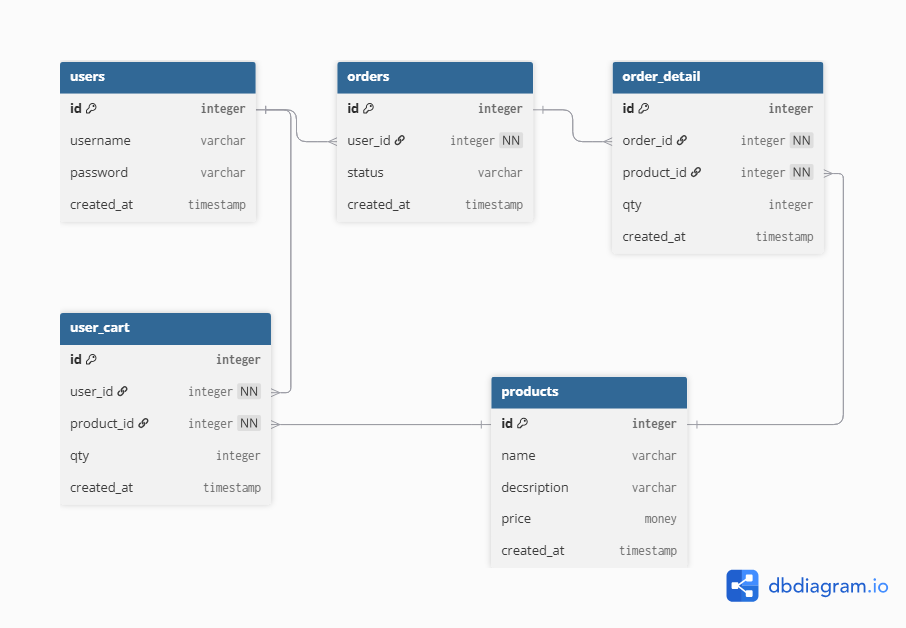 users
id integer
username varchar
password varchar
created_at timestamp
orders
id integer
user_id integer NN
status varchar
created_at timestamp
order_detail
id integer
order_id integer NN
product_id integer NN
qty integer
created_at timestamp
user_cart
id integer
user_id integer NN
product_id integer NN
qty integer
created_at timestamp
products
id integer
name varchar
decsription varchar
price money
created_at timestamp
dbdiagram.io